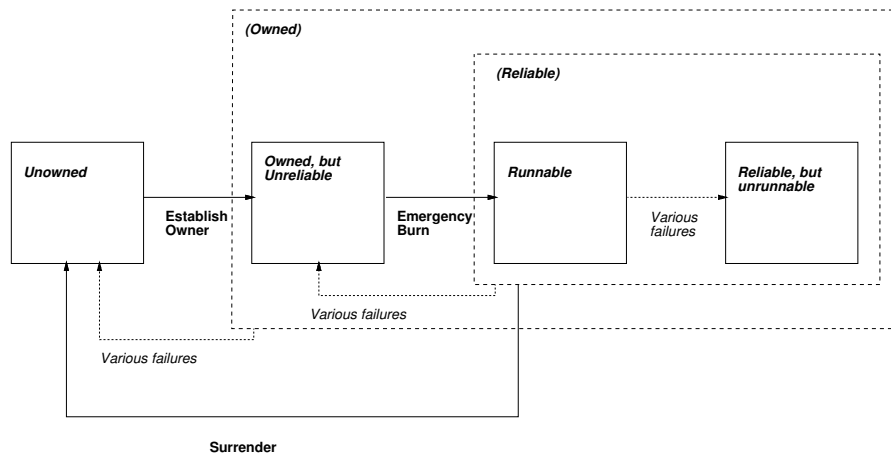 (Owned)
(Reliable)
Unowned
Owned, but
Unreliable
Runnable
Reliable, but
unrunnable
Establish
Owner
Emergency
Burn
Various
failures
Various failures
Various failures
Surrender